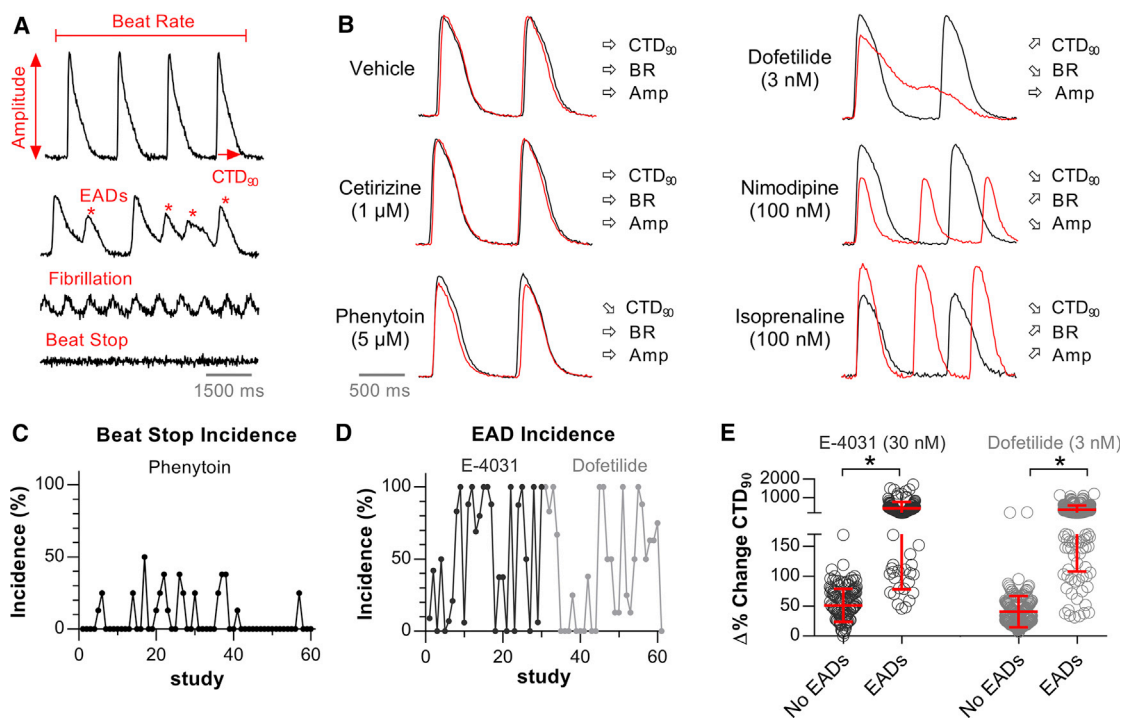 A
Beat Rate
Amplitude
CTD90
EADs
* * * *
Fibrillation
Beat Stop
1500 ms
B
Vehicle
⇨ CTD90
⇨ BR
⇨ Amp
Cetirizine
(1 µM)
⇨ CTD90
⇨ BR
⇨ Amp
Phenytoin
(5 µM)
⬂ CTD90
⇨ BR
⇨ Amp
500 ms
Dofetilide
(3 nM)
⬀ CTD90
⬂ BR
⇨ Amp
Nimodipine
(100 nM)
⬂ CTD90
⬀ BR
⬂ Amp
Isoprenaline
(100 nM)
⬂ CTD90
⬀ BR
⬀ Amp
C
Beat Stop Incidence
Phenytoin
Incidence (%)
100
50
0
0 20 40 60
study
D
EAD Incidence
E-4031 Dofetilide
Incidence (%)
100
50
0
0 20 40 60
study
E
E-4031 (30 nM) Dofetilide (3 nM)
* *
Δ% Change CTD90
2000
1000
150
100
50
0
No EADs EADs No EADs EADs